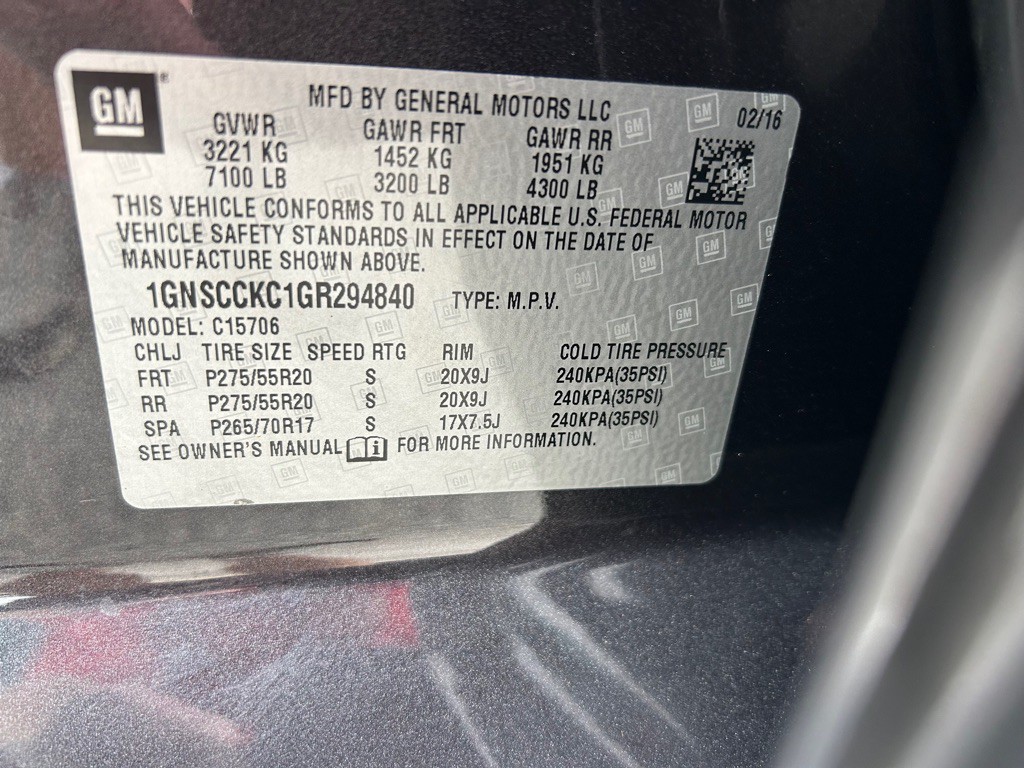 GM
MFD BY GENERAL MOTORS LLC
02/16
GVWR GAWR FRT GAWR RR
3221 KG 1452 KG 1951 KG
7100 LB 3200 LB 4300 LB
THIS VEHICLE CONFORMS TO ALL APPLICABLE U.S. FEDERAL MOTOR
VEHICLE SAFETY STANDARDS IN EFFECT ON THE DATE OF
MANUFACTURE SHOWN ABOVE.
1GNSCCKC1GR294840 TYPE: M.P.V.
MODEL: C15706
CHLJ TIRE SIZE SPEED RTG RIM COLD TIRE PRESSURE
FRT P275/55R20 S 20X9J 240KPA(35PSI)
RR P275/55R20 S 20X9J 240KPA(35PSI)
SPA P265/70R17 S 17X7.5J 240KPA(35PSI)
SEE OWNER'S MANUAL i FOR MORE INFORMATION.